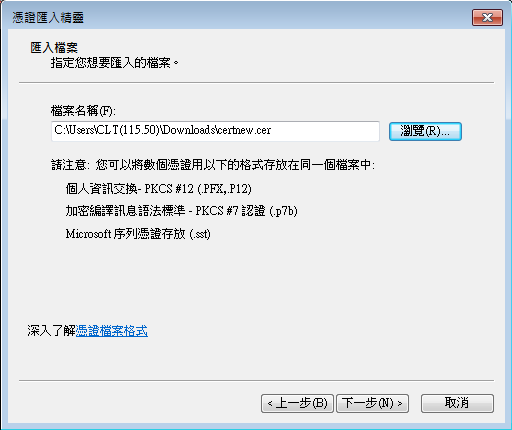 憑證匯入精靈
匯入檔案
指定您想要匯入的檔案。
檔案名稱(F):
C:\Users\CLT(115.50)\Downloads\certnew.cer
瀏覽(R)...
請注意: 您可以將數個憑證用以下的格式存放在同一個檔案中:
個人資訊交換- PKCS #12 (.PFX,.P12)
加密編譯訊息語法標準 - PKCS #7 認證 (.p7b)
Microsoft 序列憑證存放 (.sst)
深入了解憑證檔案格式
< 上一步(B) 下一步(N) > 取消